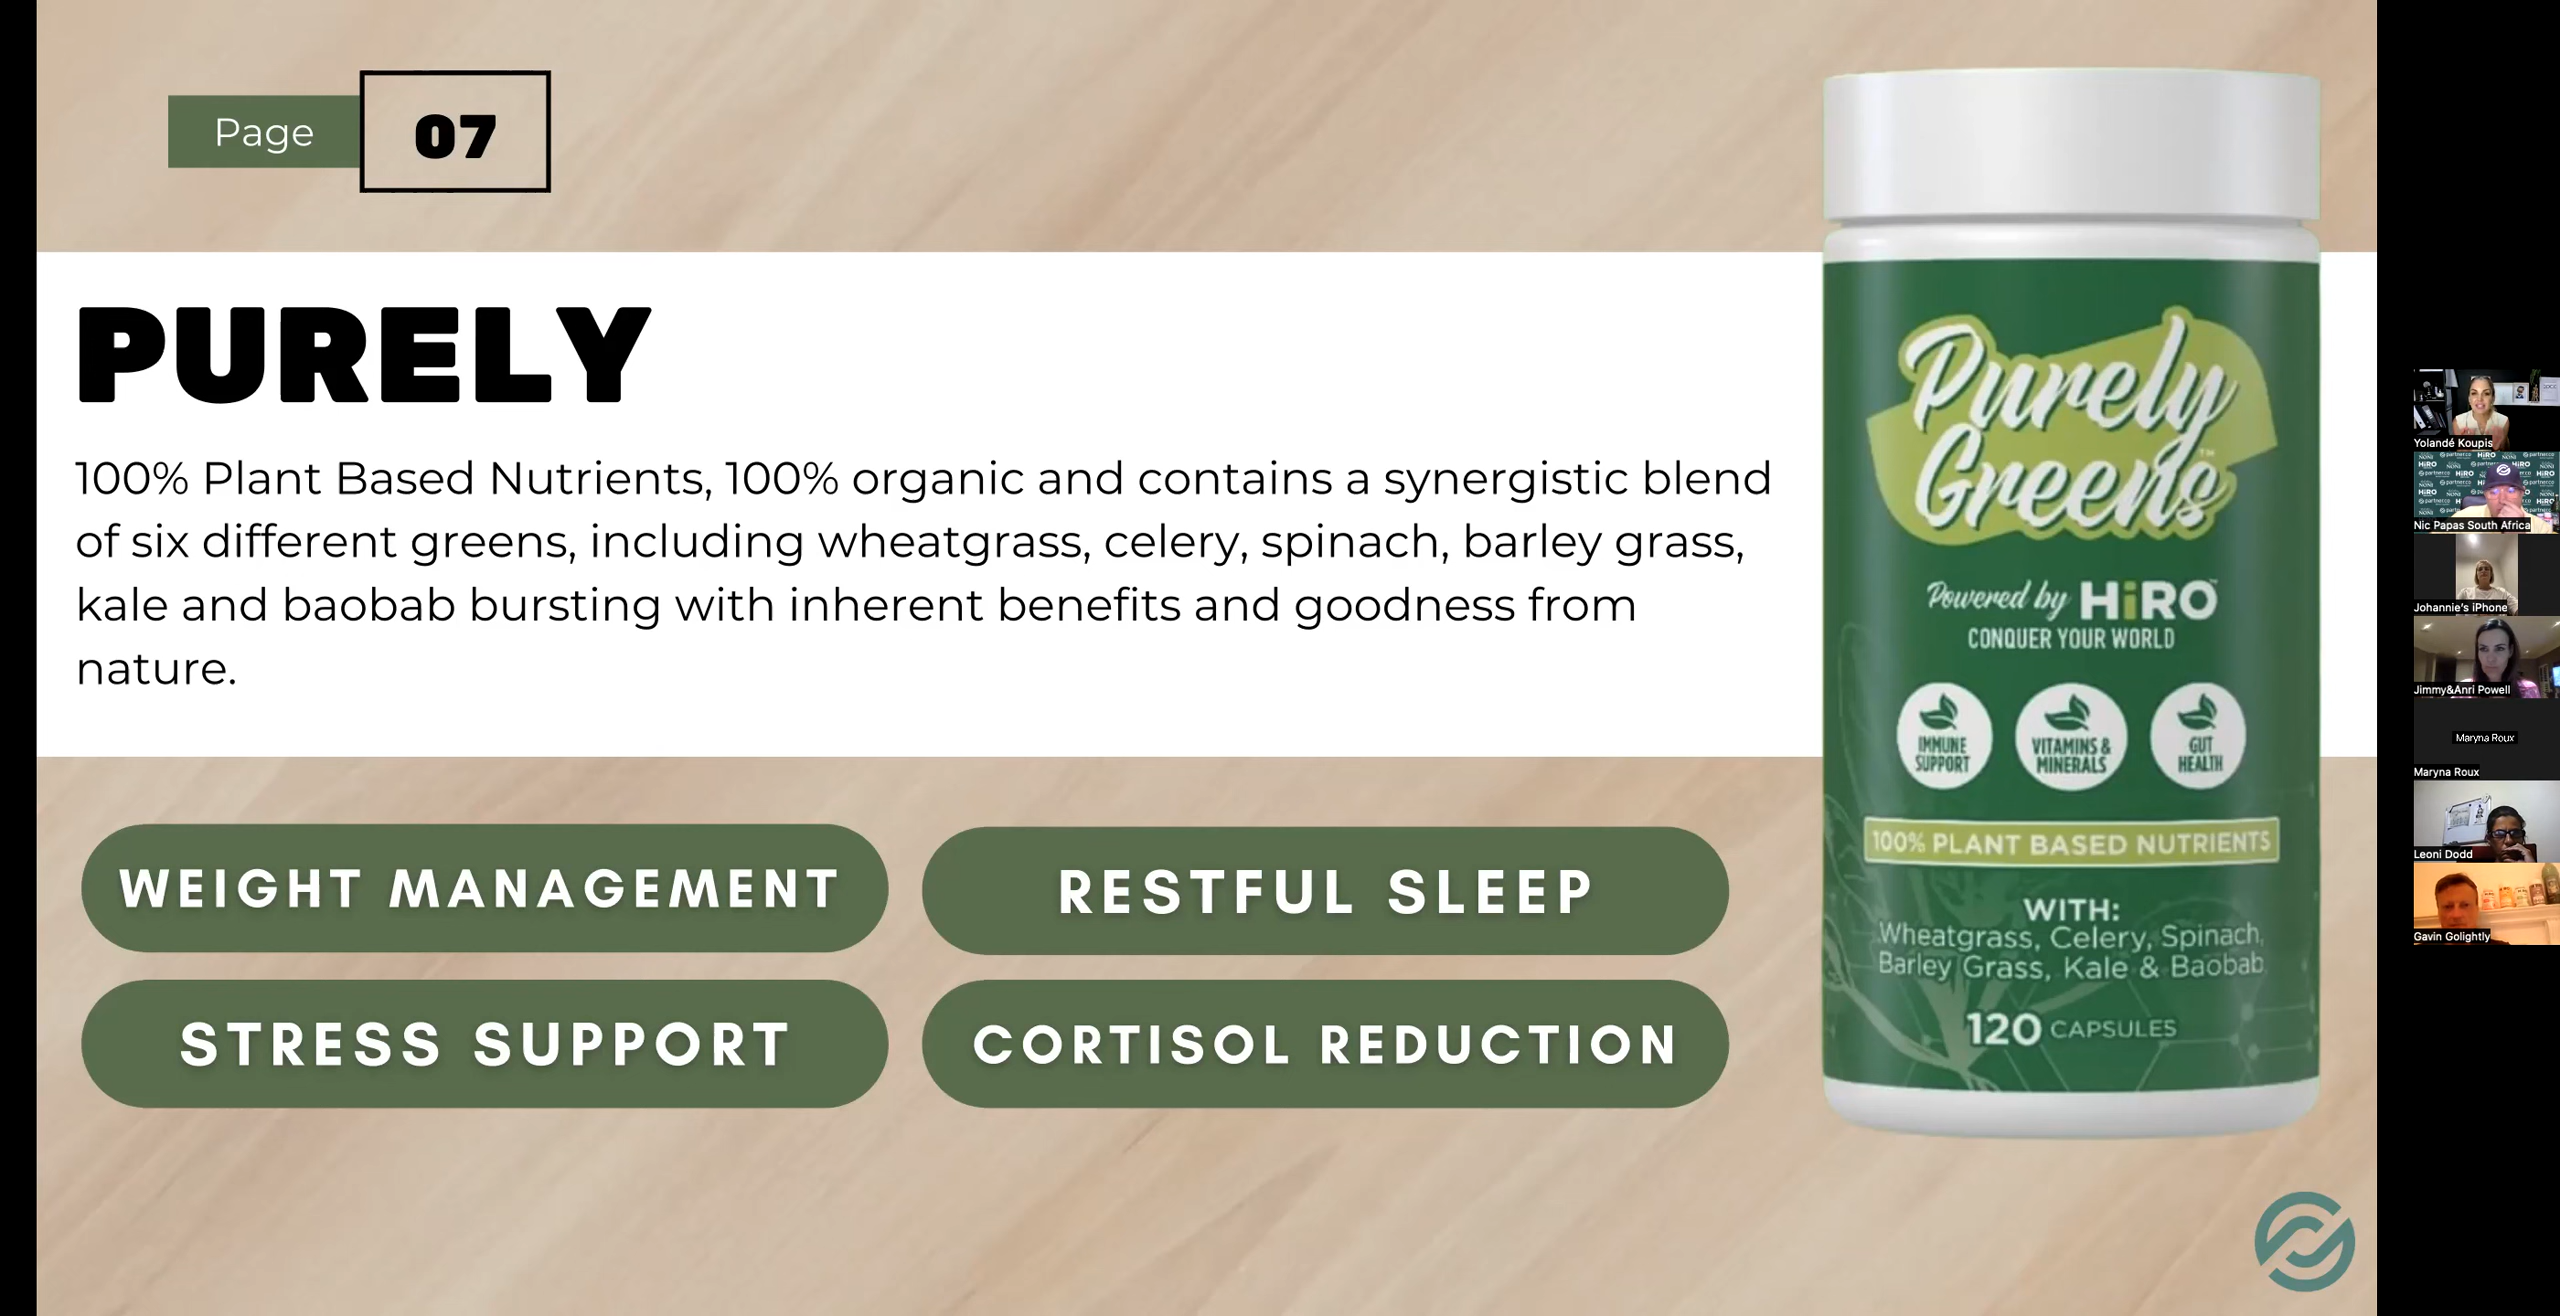 Page
07
PURELY
100% Plant Based Nutrients, 100% organic and contains a synergistic blend
of six different greens, including wheatgrass, celery, spinach, barley grass,
kale and baobab bursting with inherent benefits and goodness from
nature.
WEIGHT MANAGEMENT
RESTFUL SLEEP
STRESS SUPPORT
CORTISOL REDUCTION
Purely
Greens™
Powered by HiRO™
CONQUER YOUR WORLD
IMMUNE
SUPPORT
VITAMINS &
MINERALS
GUT
HEALTH
100% PLANT BASED NUTRIENTS
WITH:
Wheatgrass, Celery, Spinach,
Barley Grass, Kale & Baobab
120 CAPSULES
Yolandé Koupis
Nic Papas South Africa
Johannie's iPhone
Jimmy&Anri Powell
Maryna Roux
Maryna Roux
Leoni Dodd
Gavin Golightly